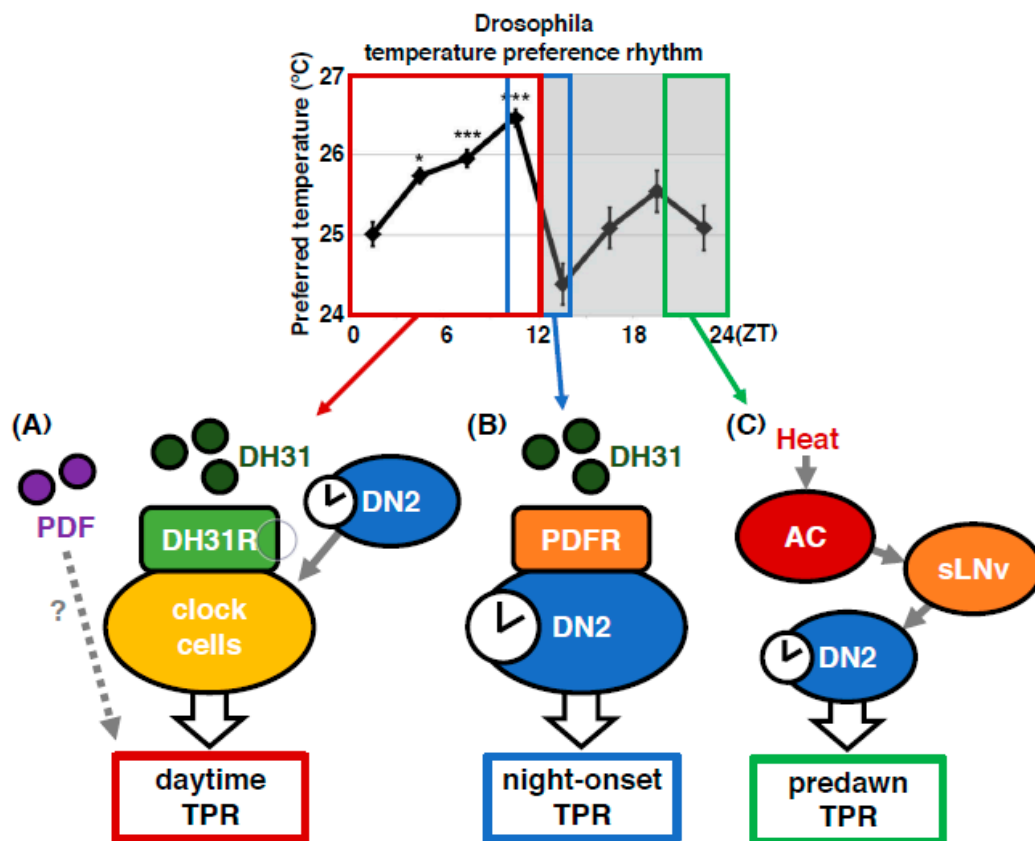 Drosophila
temperature preference rhythm
Preferred temperature (°C)
27
26
25
24
* *** ****
0 6 12 18 24(ZT)
(A)
DH31
PDF
DH31R
DN2
?
clock
cells
daytime
TPR
(B)
DH31
PDFR
DN2
night-onset
TPR
(C)
Heat
AC
sLNv
DN2
predawn
TPR